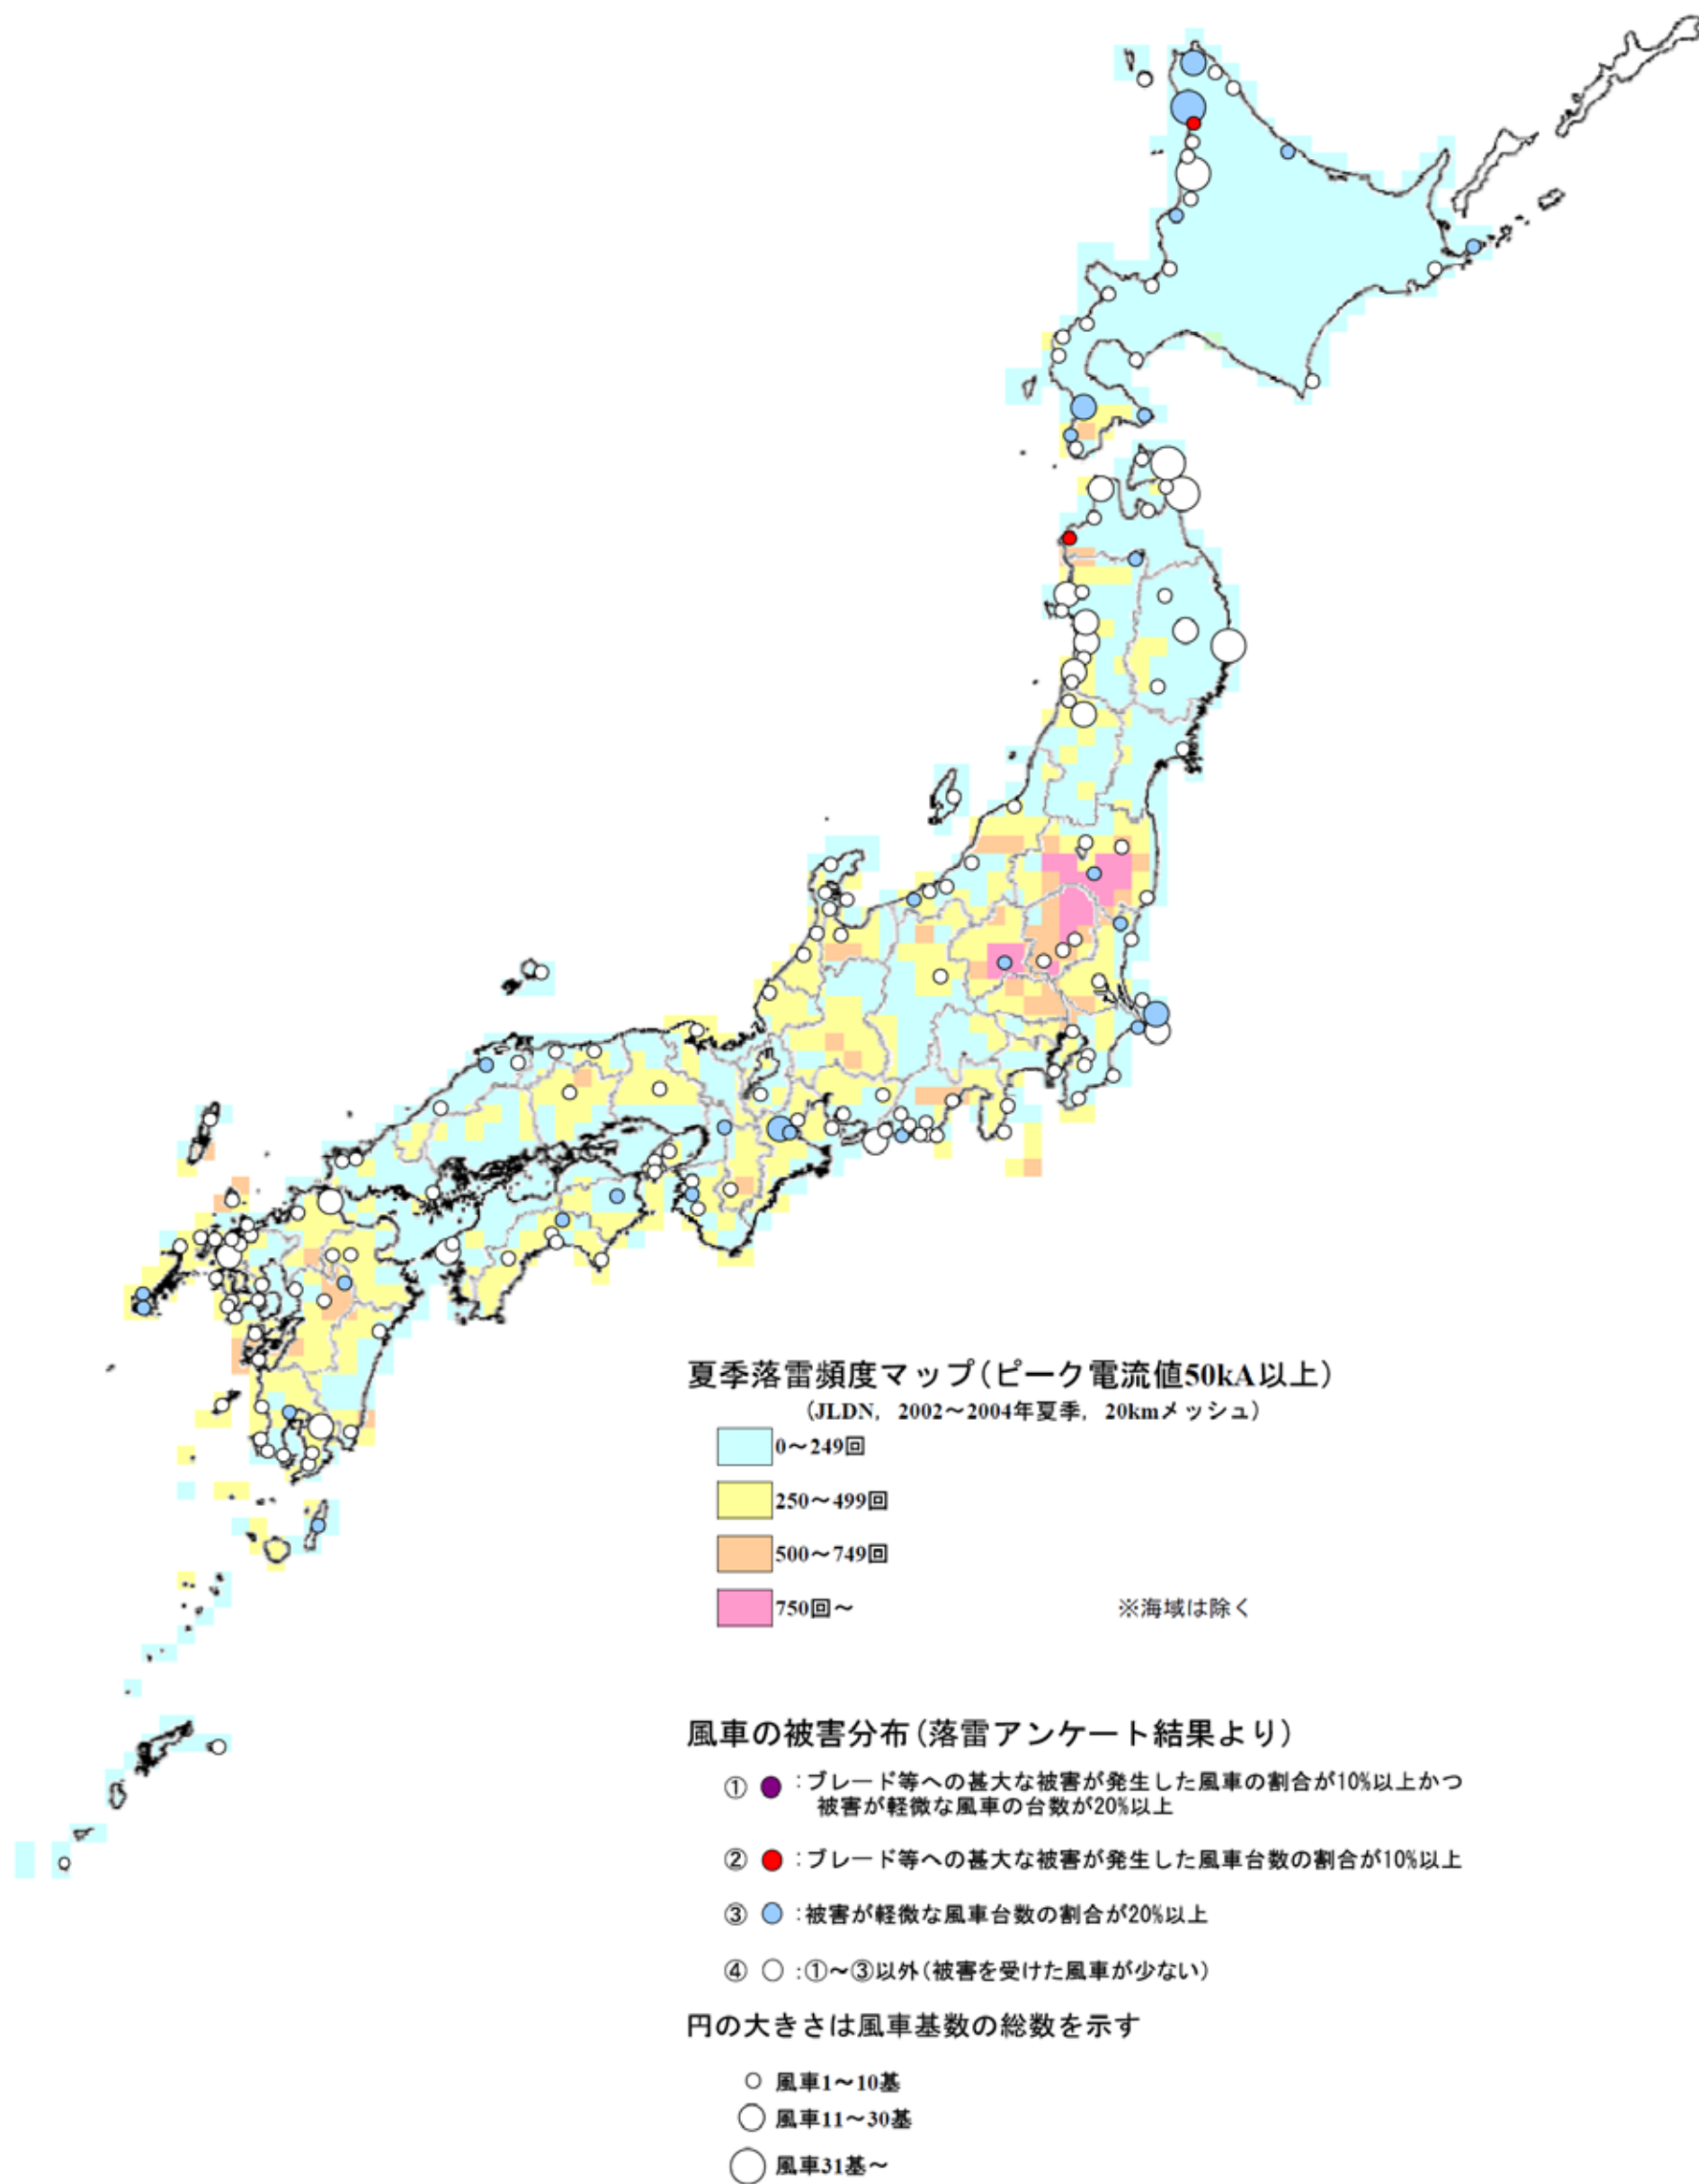 夏季落雷頻度マップ(ピーク電流値50kA以上)
(JLDN, 2002~2004年夏季, 20kmメッシュ)
0~249回
250~499回
500~749回
750回~
※海域は除く
風車の被害分布(落雷アンケート結果より)
① :ブレード等への甚大な被害が発生した風車の割合が10%以上かつ
被害が軽微な風車の台数が20%以上
② :ブレード等への甚大な被害が発生した風車台数の割合が10%以上
③ :被害が軽微な風車台数の割合が20%以上
④ :①~③以外(被害を受けた風車が少ない)
円の大きさは風車基数の総数を示す
風車1~10基
風車11~30基
風車31基~